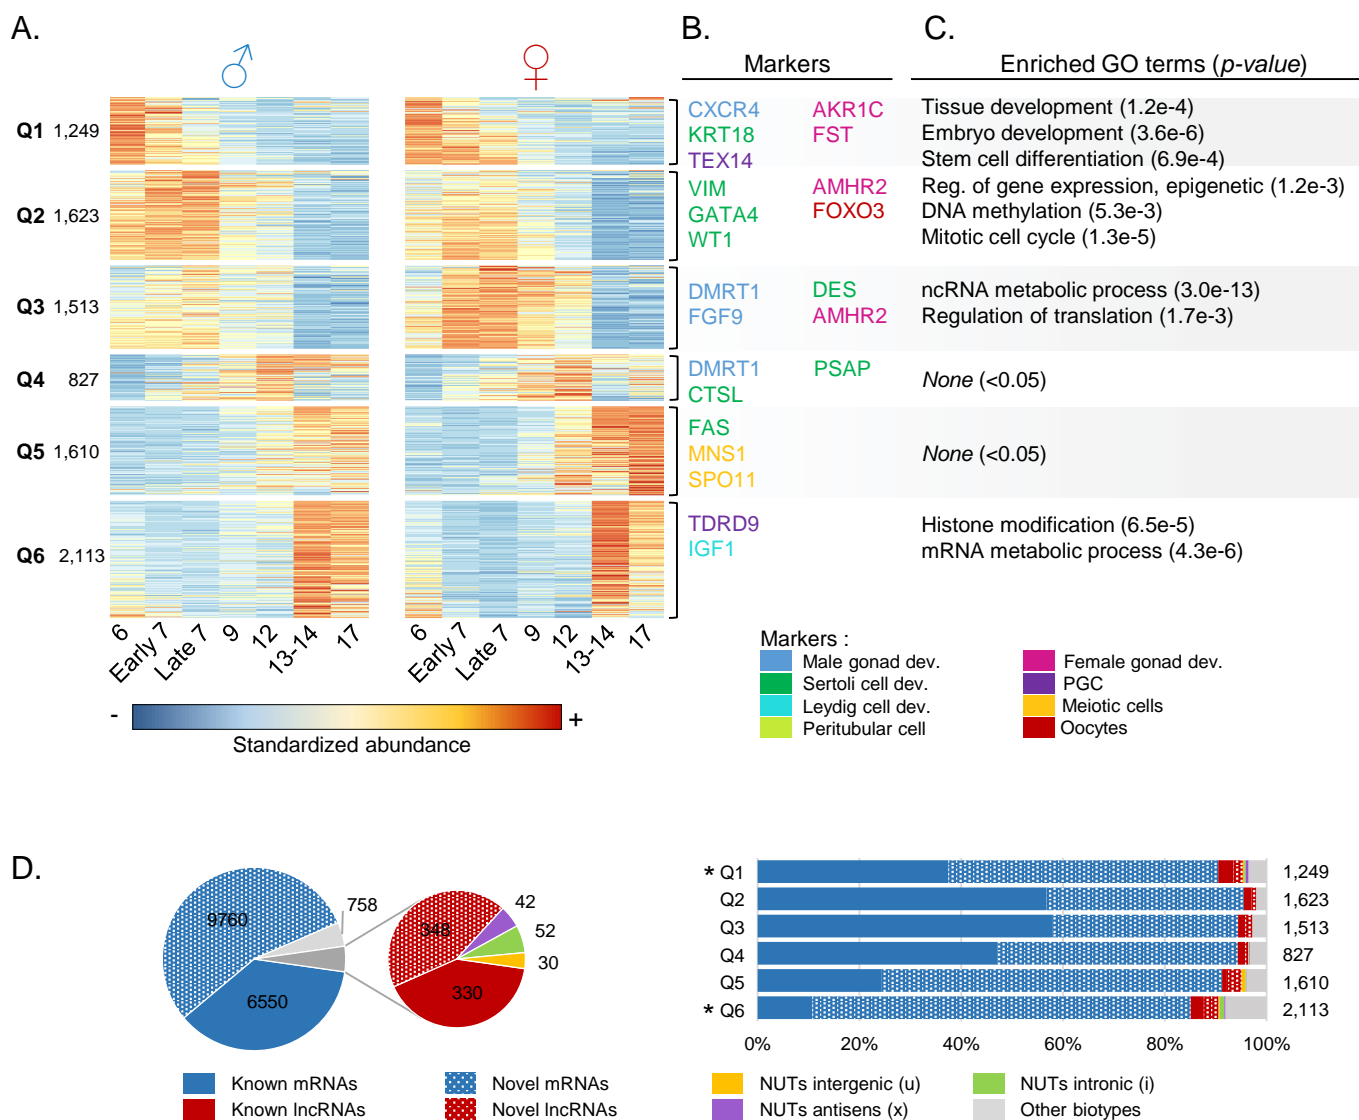 A.
B.
C.
Markers
Enriched GO terms (p-value)
Q1 1,249
CXCR4 AKR1C Tissue development (1.2e-4)
KRT18 FST Embryo development (3.6e-6)
TEX14 Stem cell differentiation (6.9e-4)
Q2 1,623
VIM AMHR2 Reg. of gene expression, epigenetic (1.2e-3)
GATA4 FOXO3 DNA methylation (5.3e-3)
WT1 Mitotic cell cycle (1.3e-5)
Q3 1,513
DMRT1 DES ncRNA metabolic process (3.0e-13)
FGF9 AMHR2 Regulation of translation (1.7e-3)
Q4 827
DMRT1 PSAP None (<0.05)
CTSL
Q5 1,610
FAS
MNS1 None (<0.05)
SPO11
Q6 2,113
TDRD9 Histone modification (6.5e-5)
IGF1 mRNA metabolic process (4.3e-6)
6 Early 7 Late 7 9 12 13-14 17
6 Early 7 Late 7 9 12 13-14 17
- +
Standardized abundance
Markers :
Male gonad dev. Female gonad dev.
Sertoli cell dev. PGC
Leydig cell dev. Meiotic cells
Peritubular cell Oocytes
D.
9760
758
6550
348
42
52
30
330
* Q1 1,249
Q2 1,623
Q3 1,513
Q4 827
Q5 1,610
* Q6 2,113
0% 20% 40% 60% 80% 100%
Known mRNAs Novel mRNAs NUTs intergenic (u) NUTs intronic (i)
Known lncRNAs Novel lncRNAs NUTs antisens (x) Other biotypes